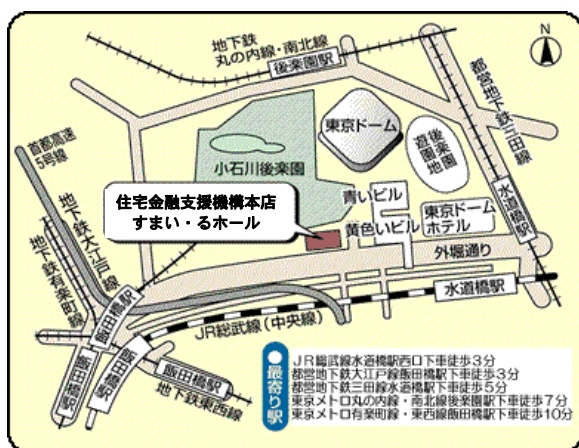 N
地下鉄
丸の内線・南北線
後楽園駅
都営地下鉄三田線
首都高速
5号線
東京ドーム
後楽園
遊園地
小石川後楽園
住宅金融支援機構本店
すまい・るホール
青いビル
黄色いビル
東京ドーム
ホテル
水道橋駅
外堀通り
地下鉄大江戸線
地下鉄有楽町線
飯田橋駅
水道橋駅
JR総武線(中央線)
飯田橋駅
飯田橋駅
飯田橋駅
地下鉄東西線
最寄り駅
JR総武線水道橋駅西口下車徒歩3分
都営地下鉄大江戸線飯田橋駅下車徒歩3分
都営地下鉄三田線水道橋駅下車徒歩5分
東京メトロ丸の内線・南北線後楽園駅下車徒歩7分
東京メトロ有楽町線・東西線飯田橋駅下車徒歩10分